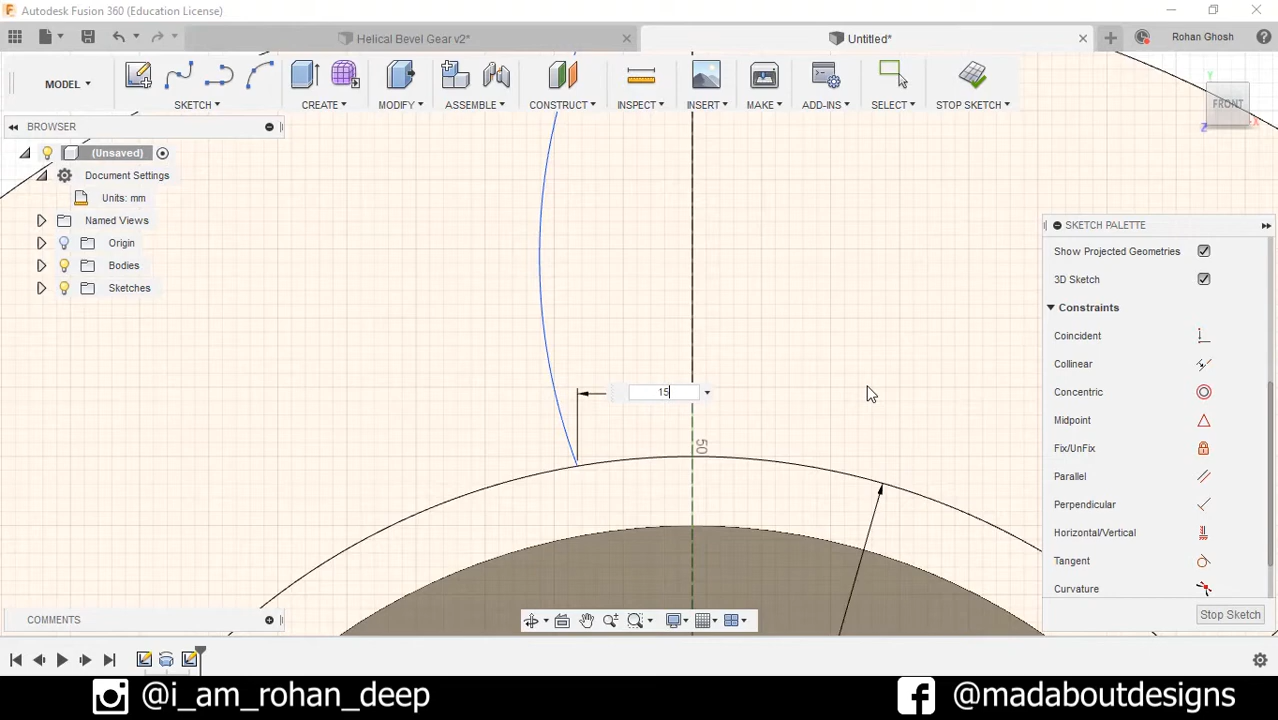 Autodesk Fusion 360 (Education License)
Helical Bevel Gear v2*
Untitled*
Rohan Ghosh
MODEL
SKETCH
CREATE
MODIFY
ASSEMBLE
CONSTRUCT
INSPECT
INSERT
MAKE
ADD-INS
SELECT
STOP SKETCH
FRONT
Y
X
Z
BROWSER
(Unsaved)
Document Settings
Units: mm
Named Views
Origin
Bodies
Sketches
15
50
SKETCH PALETTE
Show Projected Geometries
3D Sketch
Constraints
Coincident
Collinear
Concentric
Midpoint
Fix/UnFix
Parallel
Perpendicular
Horizontal/Vertical
Tangent
Curvature
Stop Sketch
COMMENTS
@i_am_rohan_deep
@madaboutdesigns